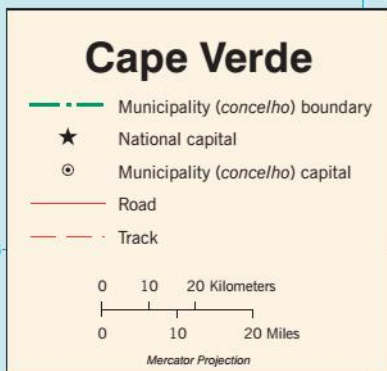 Cape Verde
Municipality (concelho) boundary
National capital
Municipality (concelho) capital
Road
Track
0 10 20 Kilometers
0 10 20 Miles
Mercator Projection